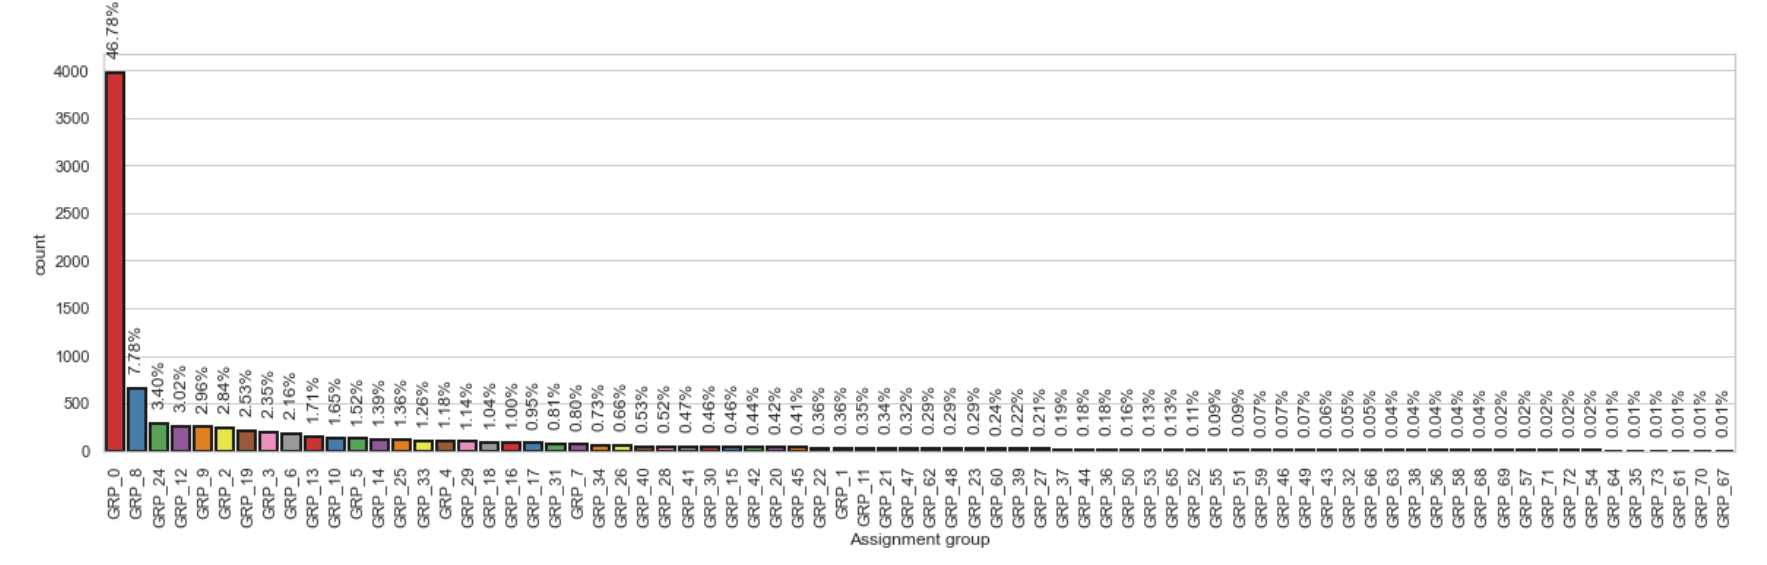 46.78%
7.78%
3.40%
3.02%
2.96%
2.84%
2.53%
2.35%
2.16%
1.71%
1.65%
1.52%
1.39%
1.36%
1.26%
1.18%
1.14%
1.04%
1.00%
0.95%
0.81%
0.80%
0.73%
0.66%
0.53%
0.52%
0.47%
0.46%
0.46%
0.44%
0.42%
0.41%
0.36%
0.36%
0.35%
0.34%
0.32%
0.29%
0.29%
0.29%
0.24%
0.22%
0.21%
0.19%
0.18%
0.18%
0.16%
0.13%
0.13%
0.11%
0.09%
0.09%
0.07%
0.07%
0.07%
0.06%
0.05%
0.05%
0.04%
0.04%
0.04%
0.04%
0.04%
0.02%
0.02%
0.02%
0.02%
0.02%
0.01%
0.01%
0.01%
0.01%
0.01%
0.01%
4000
3500
3000
2500
2000
1500
1000
500
0
count
GRP_0
GRP_8
GRP_24
GRP_12
GRP_9
GRP_2
GRP_19
GRP_3
GRP_6
GRP_13
GRP_10
GRP_5
GRP_14
GRP_25
GRP_33
GRP_4
GRP_29
GRP_18
GRP_16
GRP_17
GRP_31
GRP_7
GRP_34
GRP_26
GRP_40
GRP_28
GRP_41
GRP_30
GRP_15
GRP_42
GRP_20
GRP_45
GRP_22
GRP_1
GRP_11
GRP_21
GRP_47
GRP_62
GRP_48
GRP_23
GRP_60
GRP_39
GRP_27
GRP_37
GRP_44
GRP_36
GRP_50
GRP_53
GRP_65
GRP_52
GRP_55
GRP_51
GRP_59
GRP_46
GRP_49
GRP_43
GRP_32
GRP_66
GRP_63
GRP_38
GRP_56
GRP_58
GRP_68
GRP_69
GRP_57
GRP_71
GRP_72
GRP_54
GRP_64
GRP_35
GRP_73
GRP_61
GRP_70
GRP_67
Assignment group